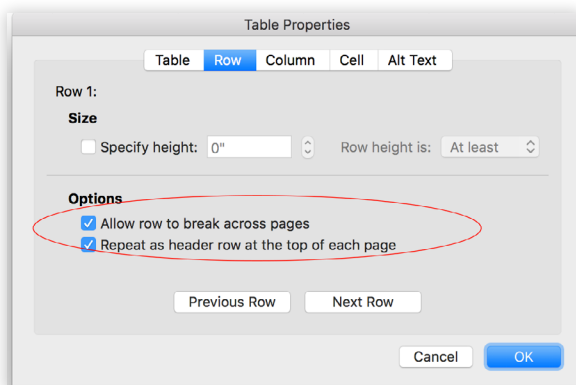 Table Properties
Table Row Column Cell Alt Text
Row 1:
Size
Specify height: 0" Row height is: At least
Options
Allow row to break across pages
Repeat as header row at the top of each page
Previous Row Next Row
Cancel OK